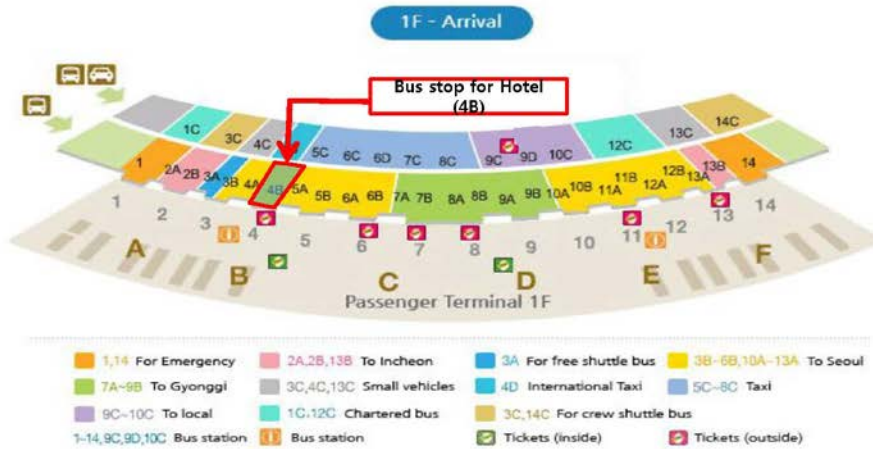 1F - Arrival
Bus stop for Hotel
(4B)
1C 3C 4C 5C 6C 6D 7C 8C 9C 9D 10C 12C 13C 14C
1 2A 2B 3A 3B 4A 4B 5A 5B 6A 6B 7A 7B 8A 8B 9A 9B 10A 10B 11A 11B 12A 12B 13A 13B 14
1 2 3 4 5 6 7 8 9 10 11 12 13 14
A B C D E F
Passenger Terminal 1F
1,14 For Emergency 2A,2B,13B To Incheon 3A For free shuttle bus 3B~6B,10A~13A To Seoul
7A~9B To Gyonggi 3C,4C,13C Small vehicles 4D International Taxi 5C~8C Taxi
9C~10C To local 1C,12C Chartered bus 3C,14C For crew shuttle bus
1~14,9C,9D,10C Bus station Bus station Tickets (inside) Tickets (outside)